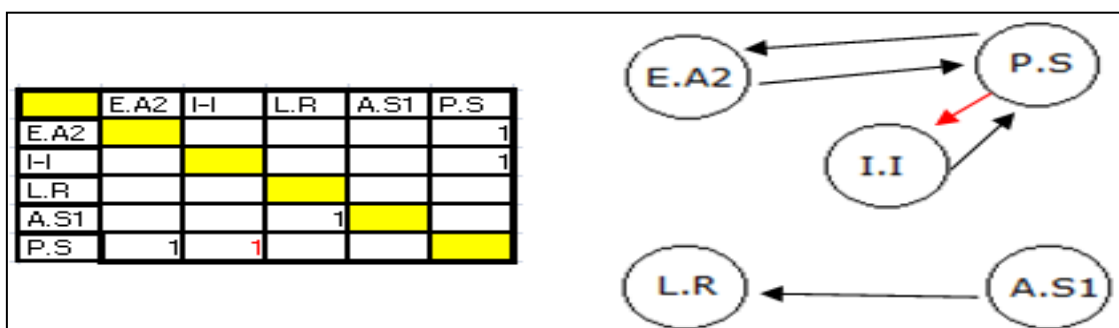 E.A2 I-I L.R A.S1 P.S
E.A2 1
I-I 1
L.R
A.S1 1
P.S 1 1
E.A2
P.S
I.I
L.R
A.S1